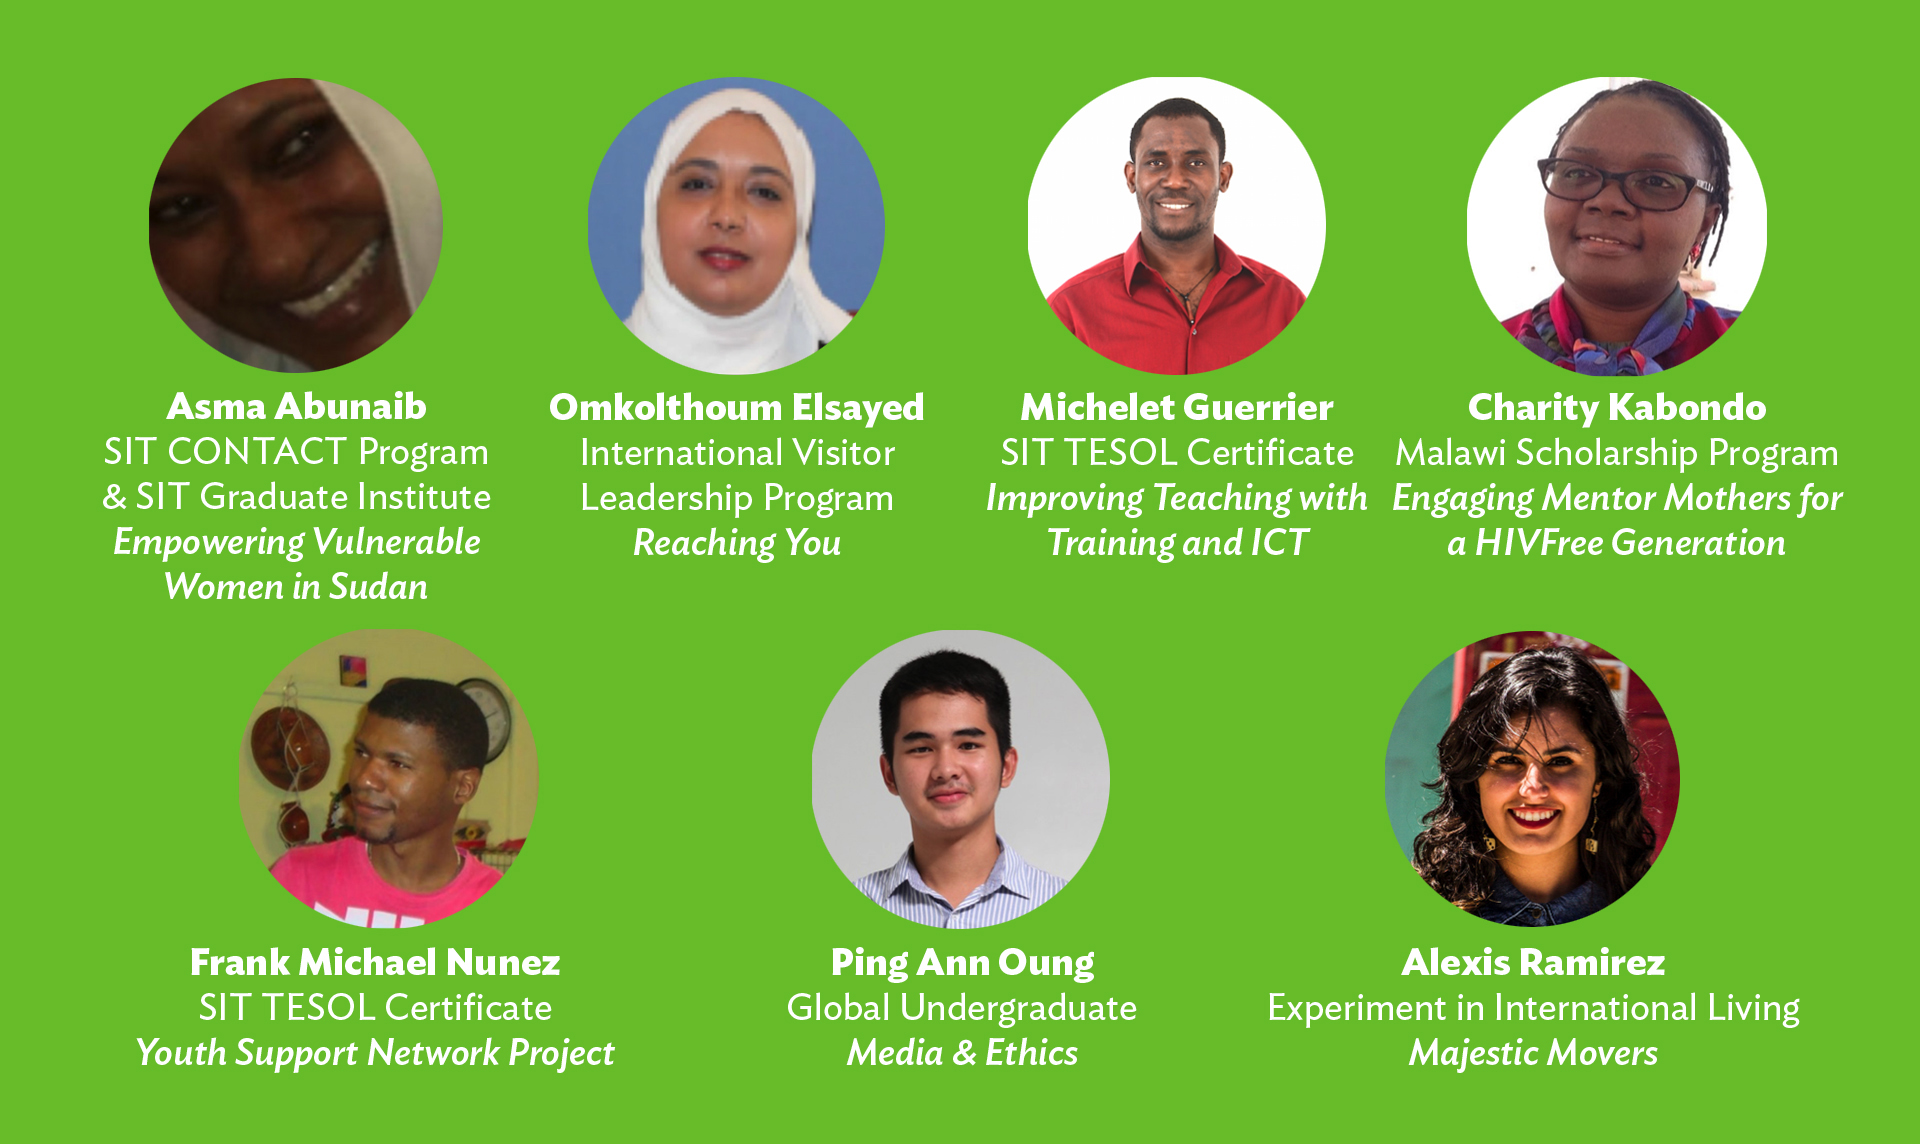 Asma Abunaib
SIT CONTACT Program
& SIT Graduate Institute
Empowering Vulnerable
Women in Sudan
Omkolthoum Elsayed
International Visitor
Leadership Program
Reaching You
Michelet Guerrier
SIT TESOL Certificate
Improving Teaching with
Training and ICT
Charity Kabondo
Malawi Scholarship Program
Engaging Mentor Mothers for
a HIVFree Generation
Frank Michael Nunez
SIT TESOL Certificate
Youth Support Network Project
Ping Ann Oung
Global Undergraduate
Media & Ethics
Alexis Ramirez
Experiment in International Living
Majestic Movers